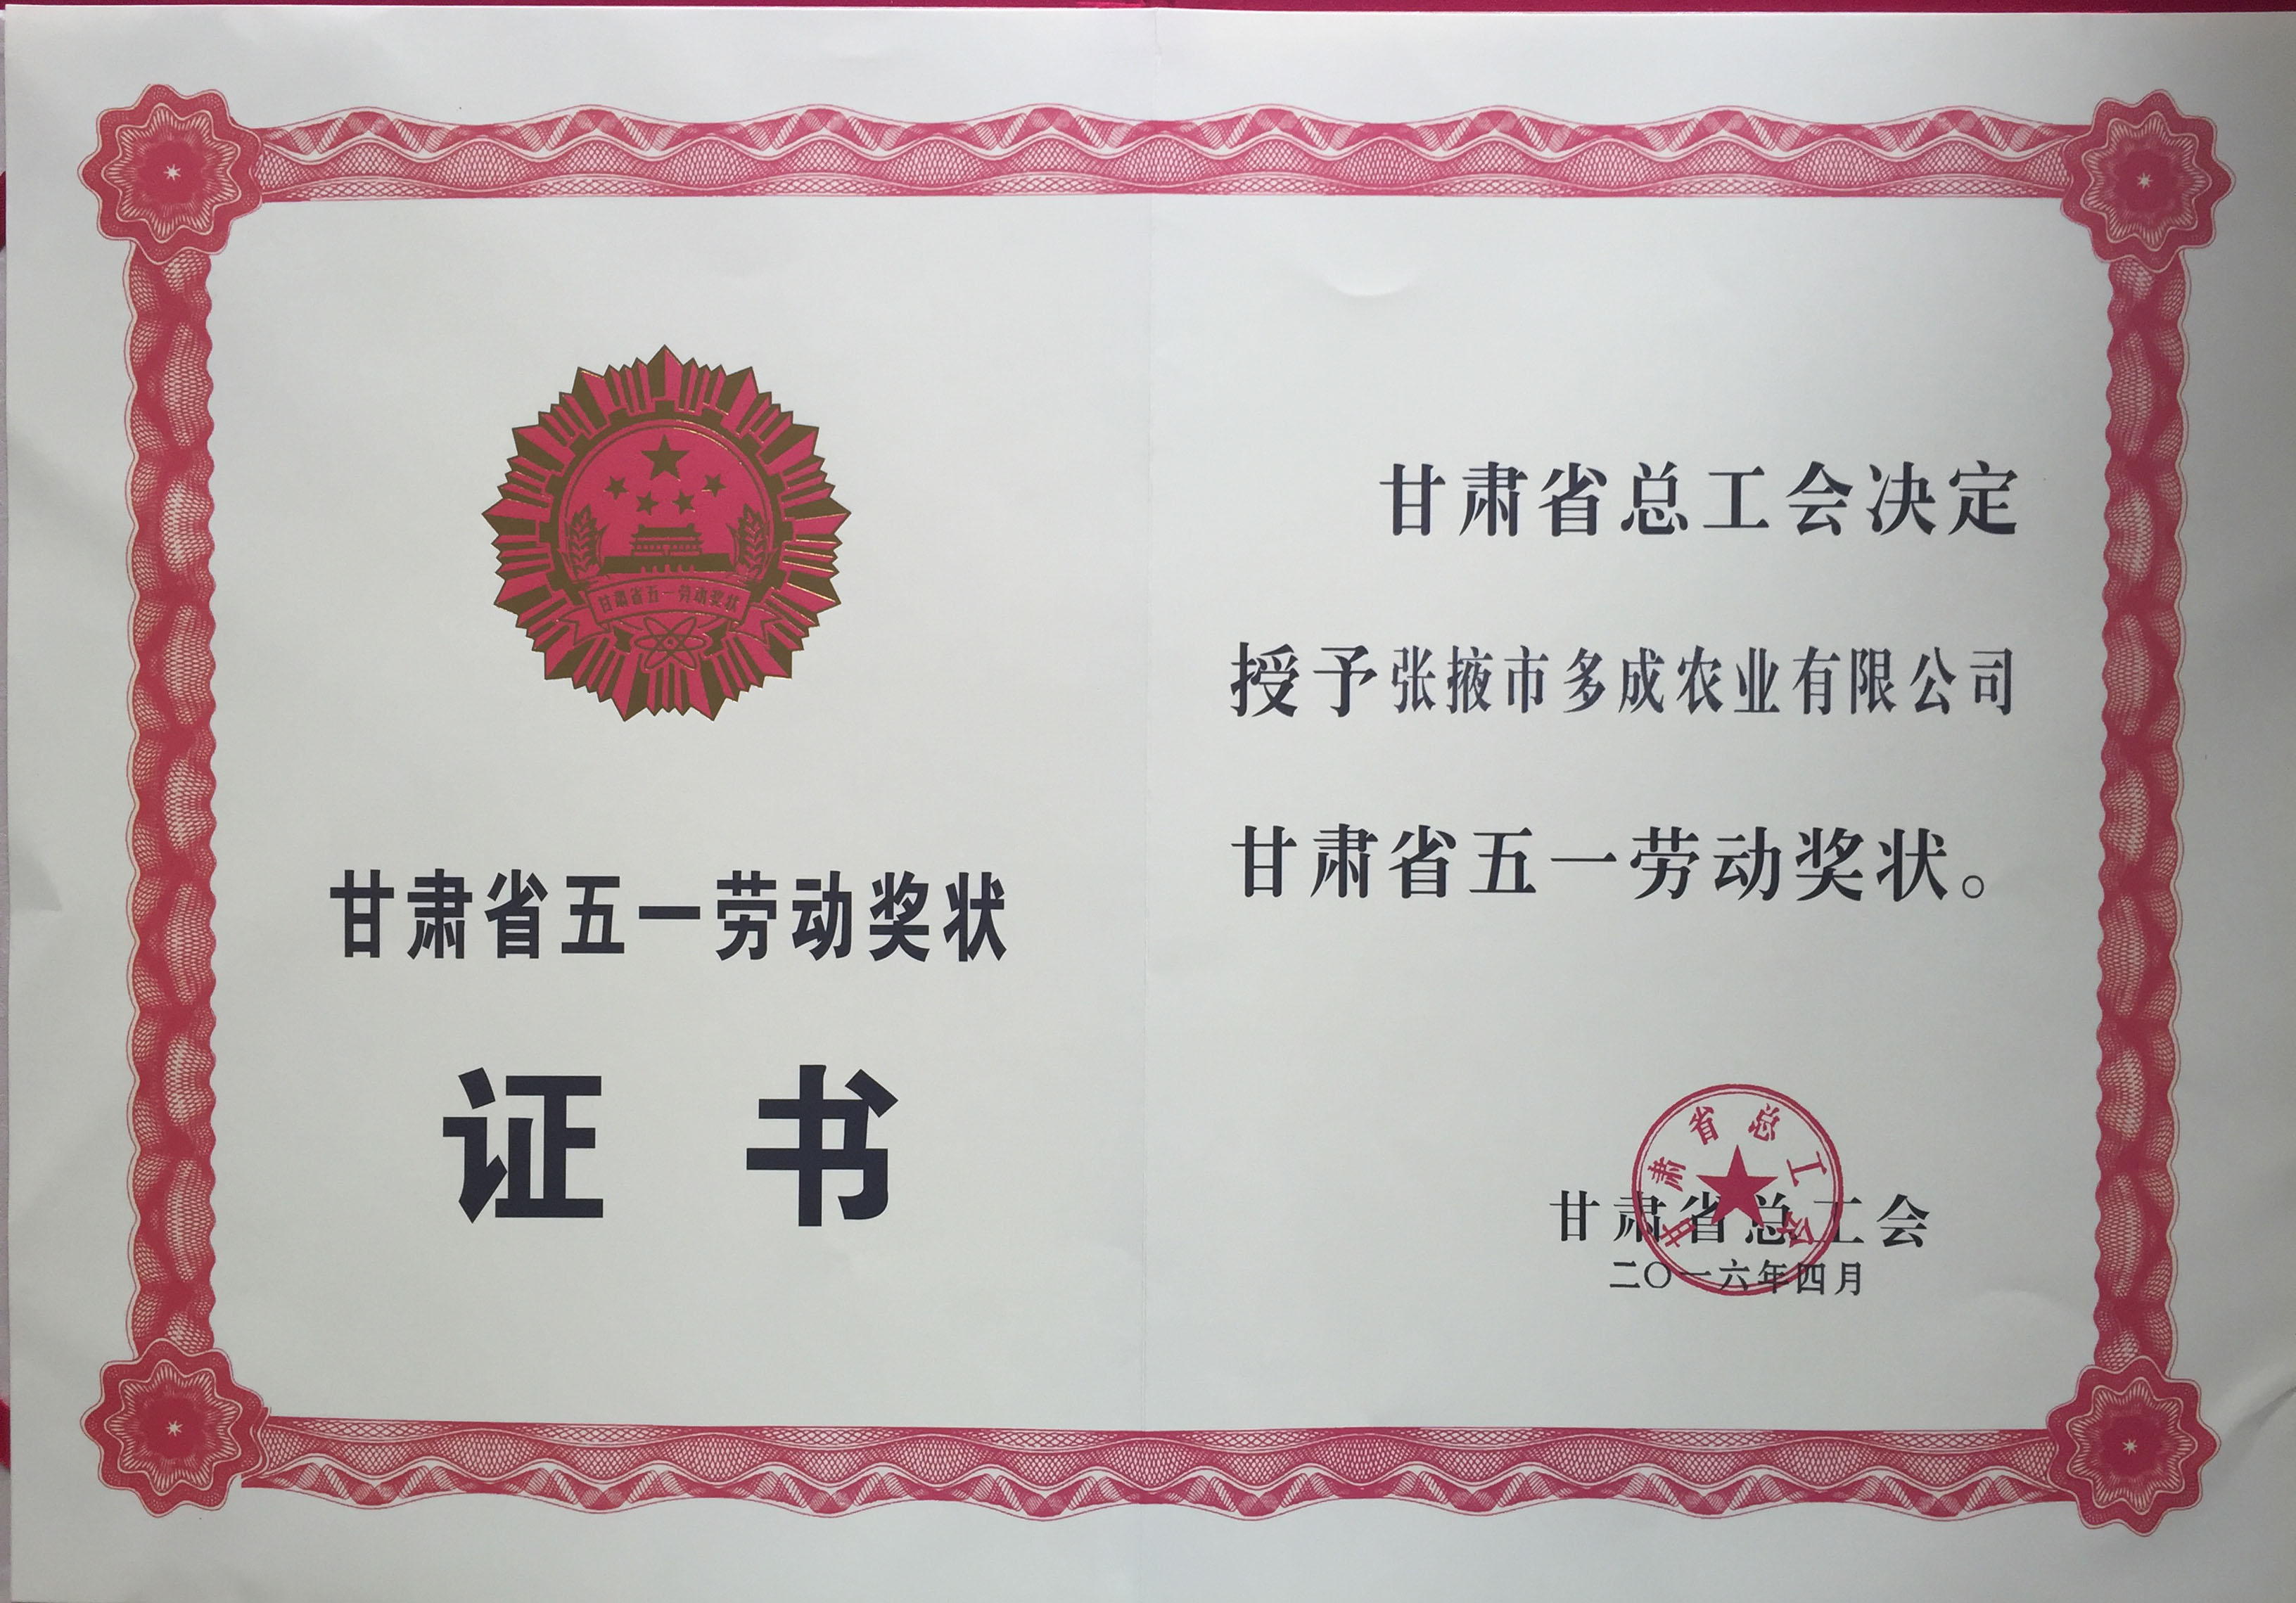 甘肃省五一劳动奖状
甘肃省五一劳动奖状
证书
甘肃省总工会决定
授予张掖市多成农业有限公司
甘肃省五一劳动奖状。
甘肃省总工会
甘肃省总工会
二〇一六年四月